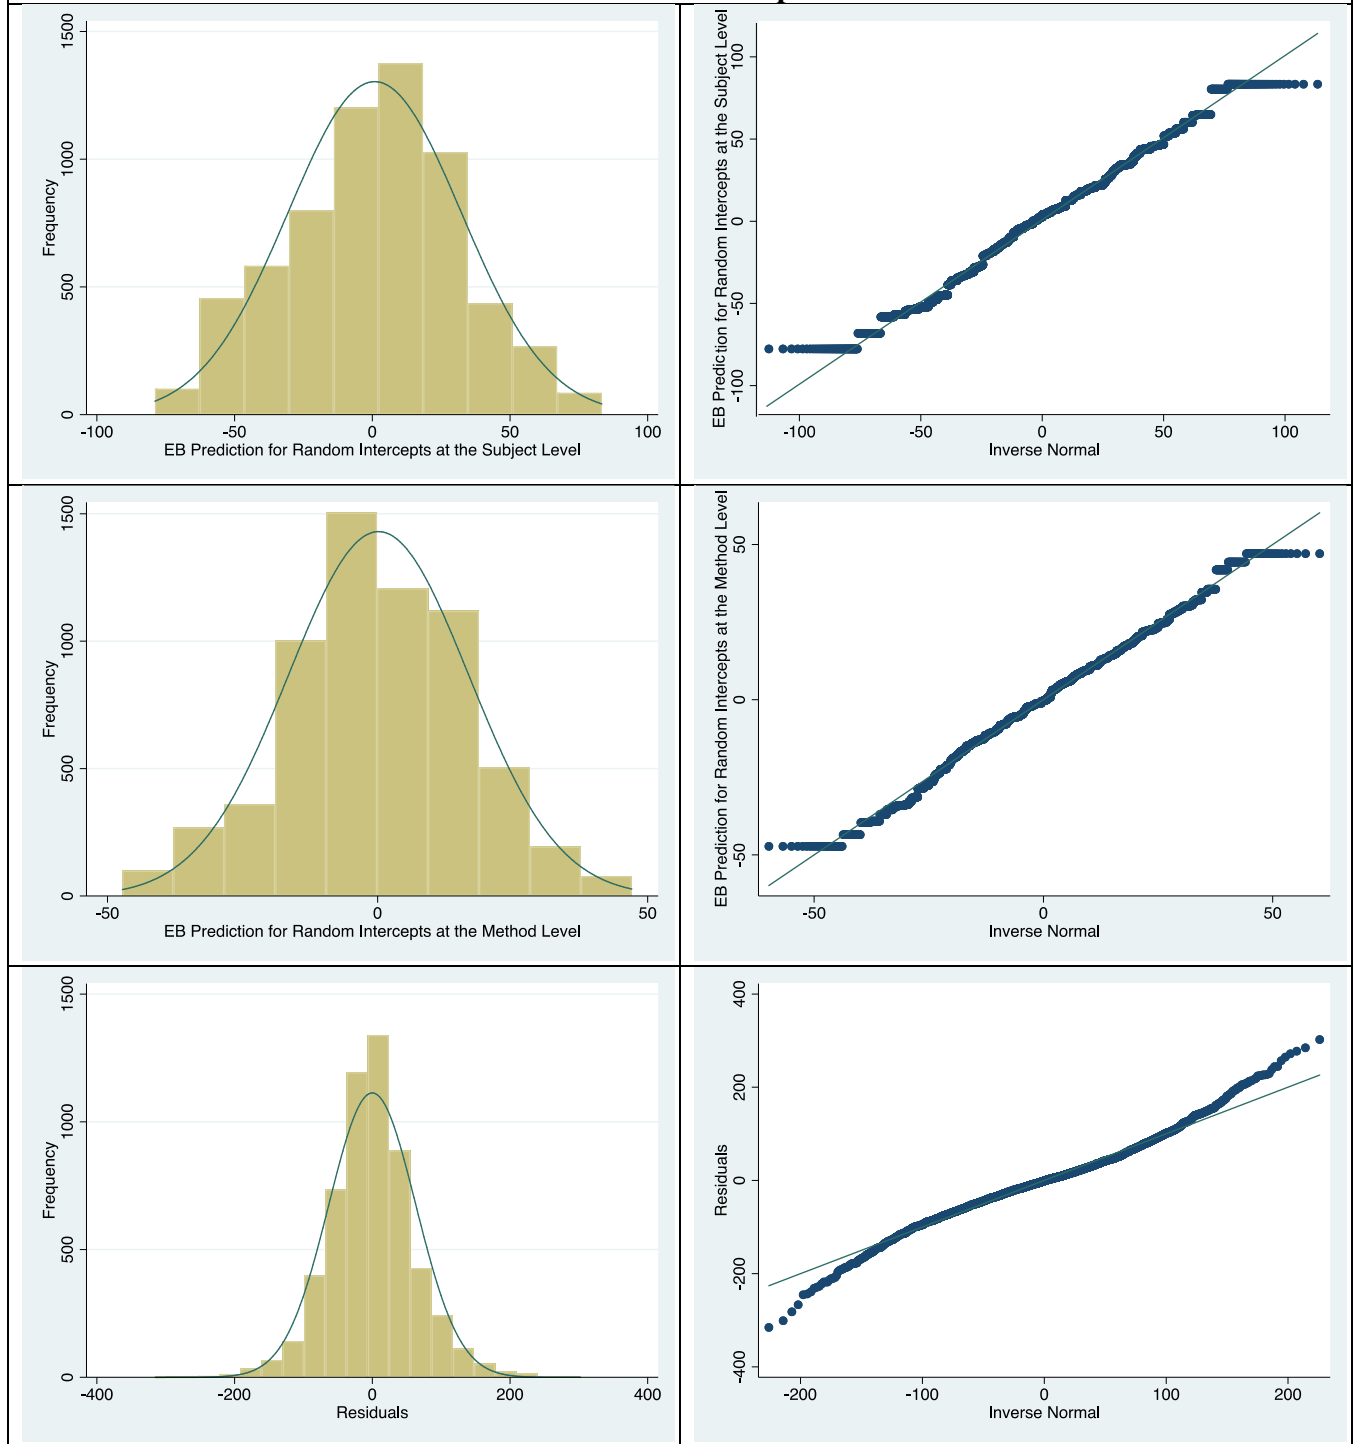 1500
1000
500
0
Frequency
-100 -50 0 50 100
EB Prediction for Random Intercepts at the Subject Level
100
50
0
-50
-100
EB Prediction for Random Intercepts at the Subject Level
-100 -50 0 50 100
Inverse Normal
1500
1000
500
0
Frequency
-50 0 50
EB Prediction for Random Intercepts at the Method Level
50
0
-50
EB Prediction for Random Intercepts at the Method Level
-50 0 50
Inverse Normal
1500
1000
500
0
Frequency
-400 -200 0 200 400
Residuals
400
200
0
-200
-400
Residuals
-200 -100 0 100 200
Inverse Normal